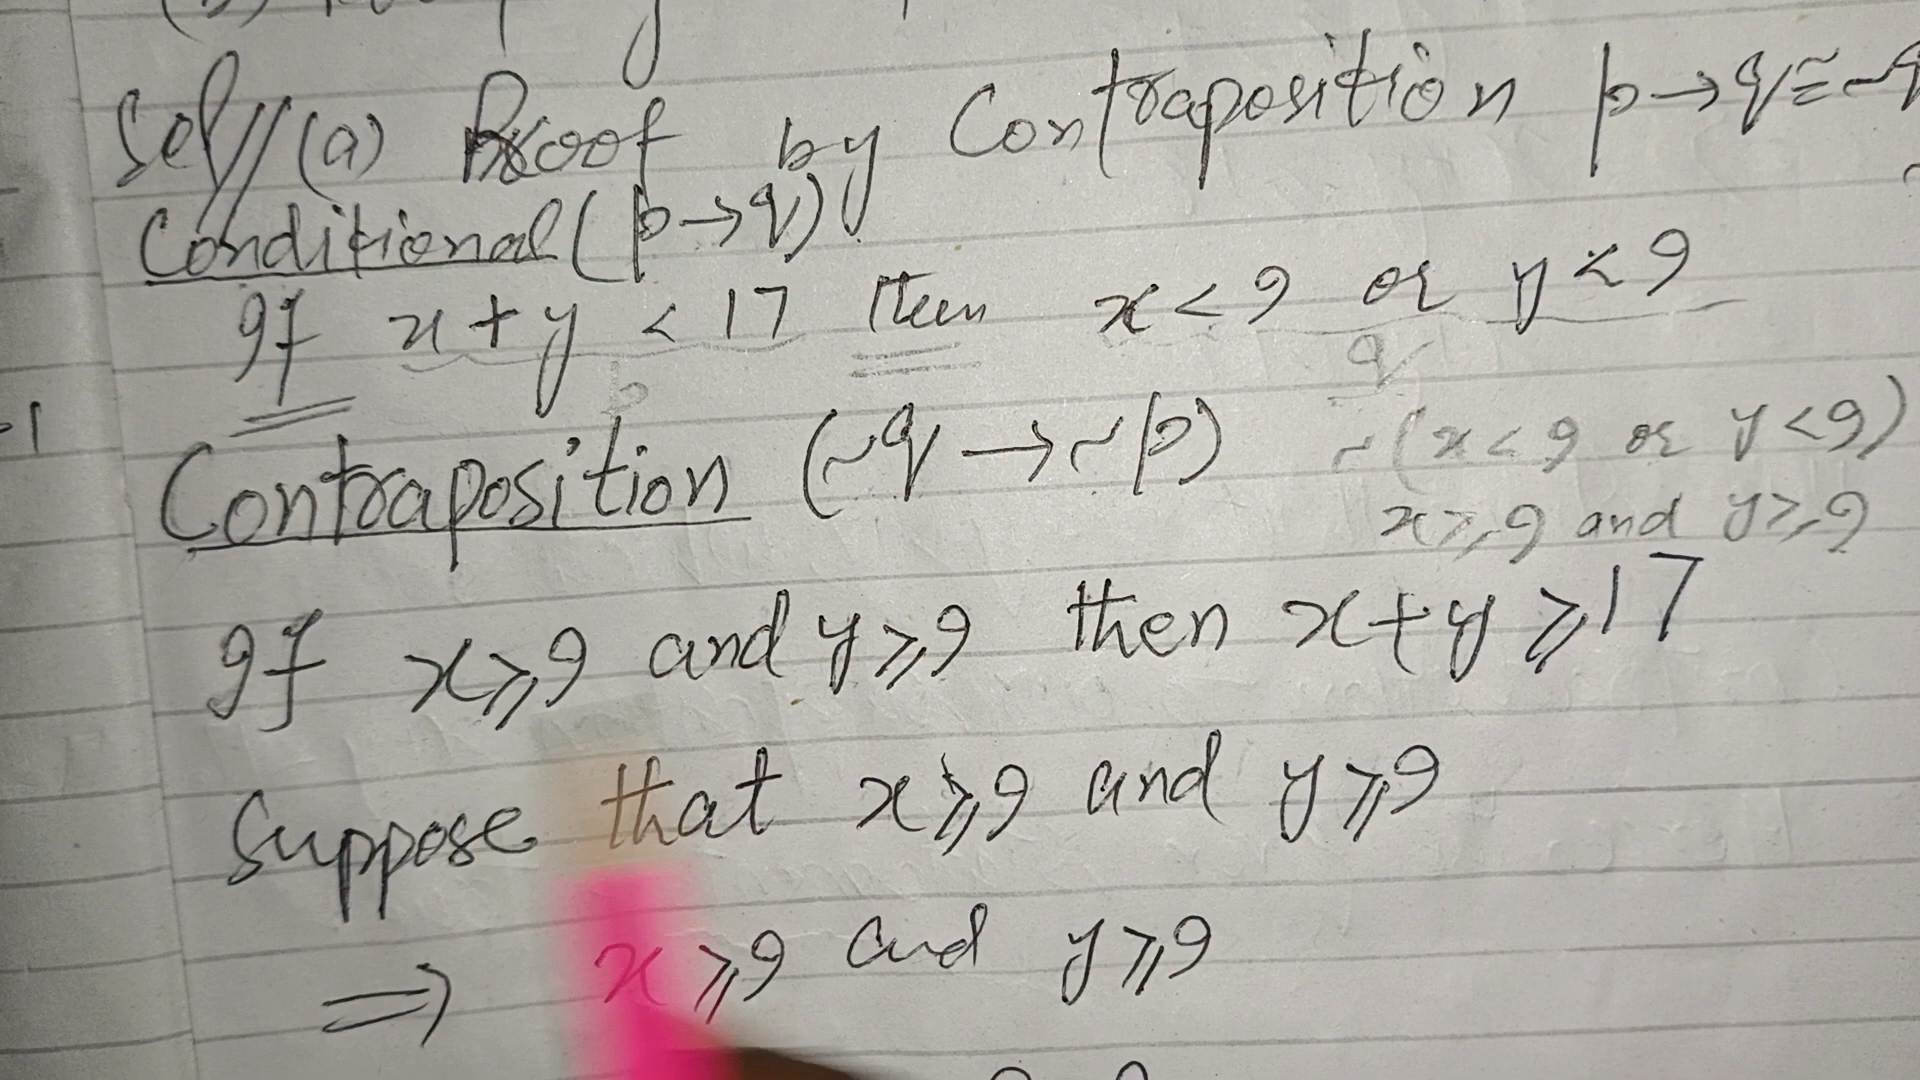 Sol// (a) Proof by Contraposition p→q≡~q
Conditional (p→q)
If x+y < 17 then x<9 or y<9
p q
Contraposition (~q→~p) ~(x<9 or y<9)
x≥9 and y≥9
If x≥9 and y≥9 then x+y≥17
Suppose that x≥9 and y≥9
⇒ x≥9 and y≥9